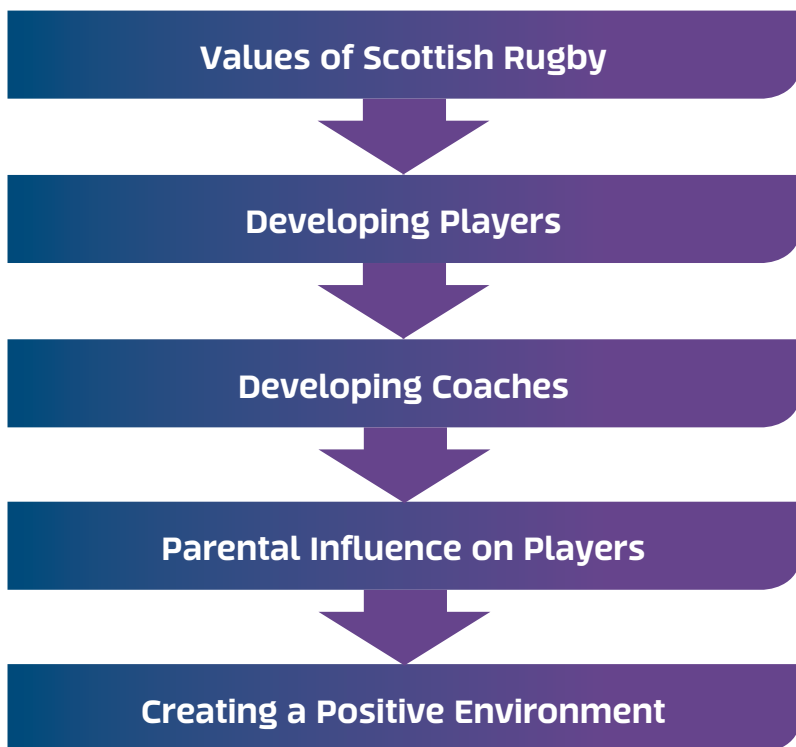 Values of Scottish Rugby
Developing Players
Developing Coaches
Parental Influence on Players
Creating a Positive Environment